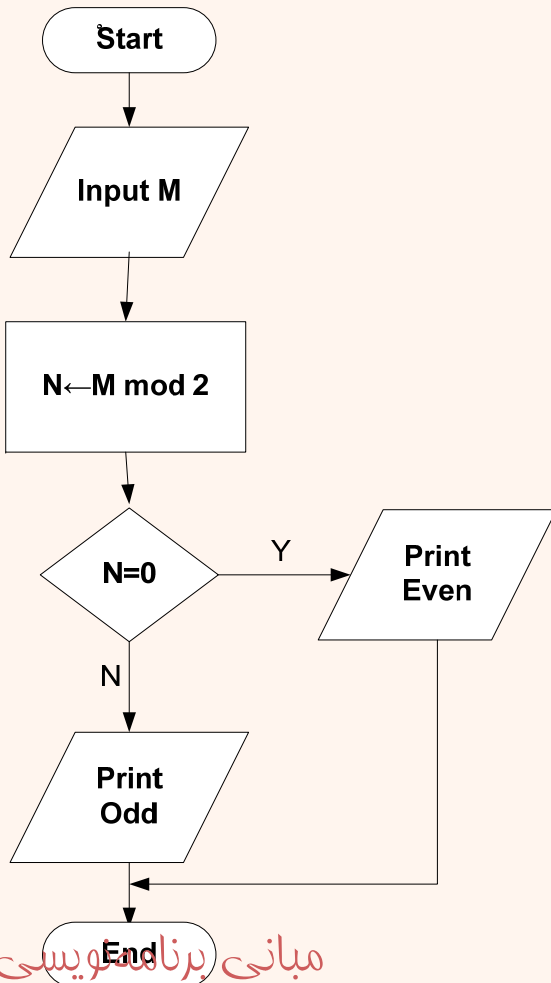 Start
Input M
N←M mod 2
N=0
Y
Print
Even
N
Print
Odd
End
مبانی برنامه‌نویسی